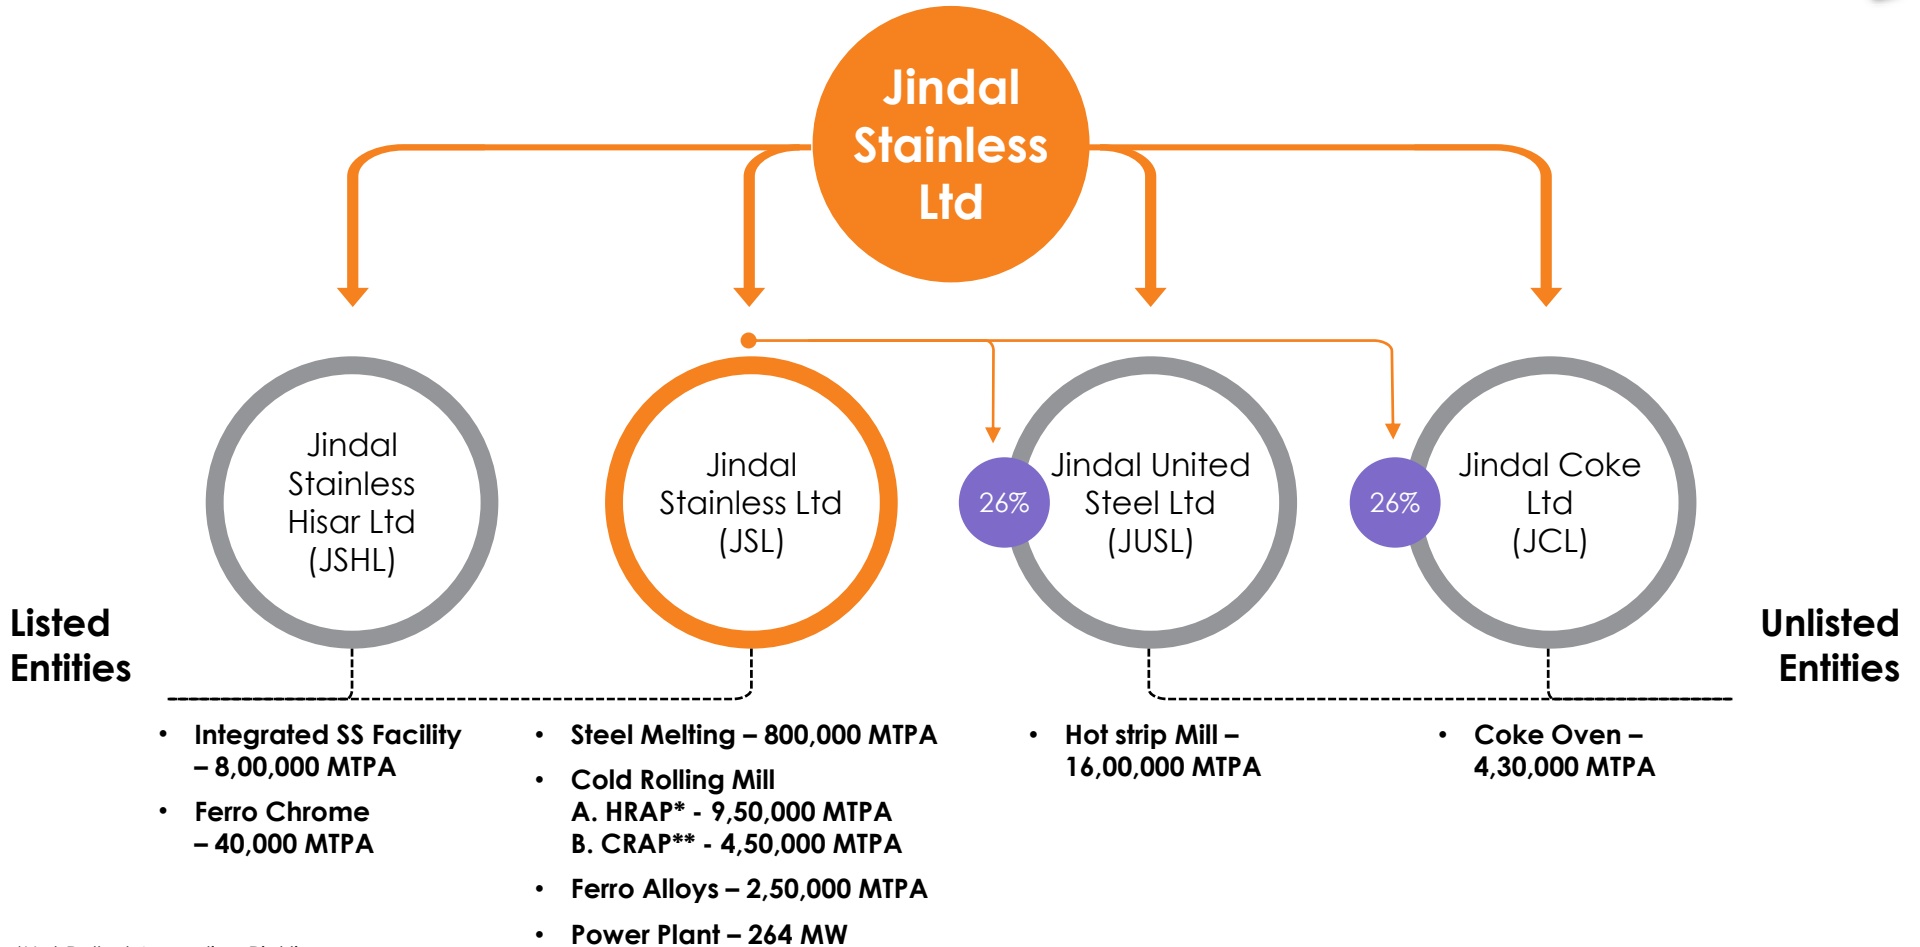 Jindal
Stainless
Ltd
Jindal
Stainless
Hisar Ltd
(JSHL)
Jindal
Stainless Ltd
(JSL)
26%
Jindal United
Steel Ltd
(JUSL)
26%
Jindal Coke
Ltd
(JCL)
Listed
Entities
Unlisted
Entities
• Integrated SS Facility
– 8,00,000 MTPA
• Ferro Chrome
– 40,000 MTPA
• Steel Melting – 800,000 MTPA
• Cold Rolling Mill
A. HRAP* - 9,50,000 MTPA
B. CRAP** - 4,50,000 MTPA
• Ferro Alloys – 2,50,000 MTPA
• Power Plant – 264 MW
• Hot strip Mill –
16,00,000 MTPA
• Coke Oven –
4,30,000 MTPA